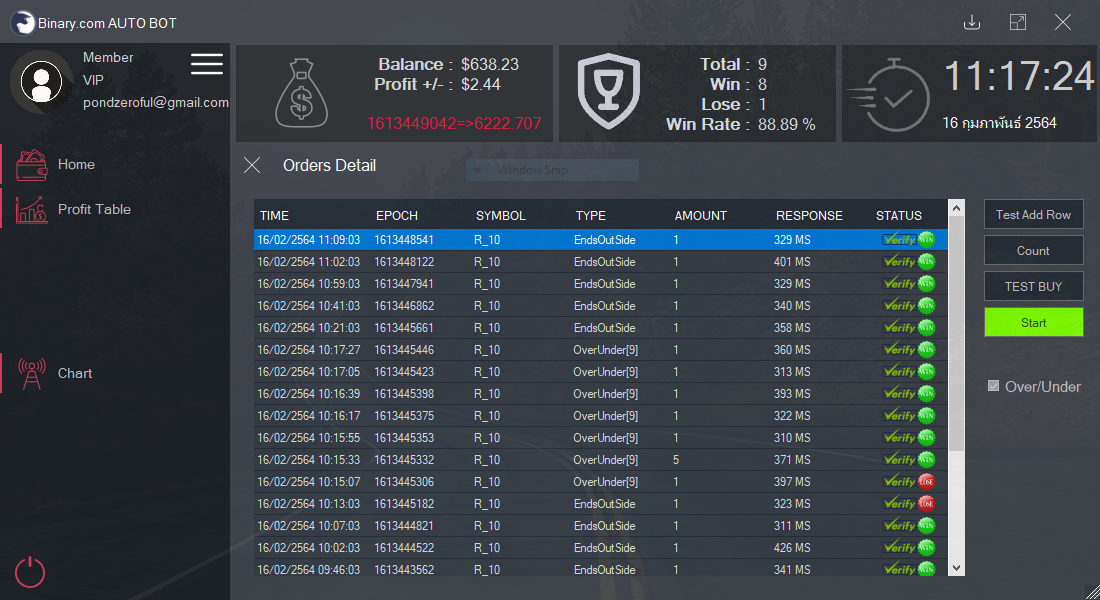 Binary.com AUTO BOT
Member
VIP
pondzeroful@gmail.com
Home
Profit Table
Chart
Balance : $638.23
Profit +/- : $2.44
1613449042=>6222.707
Total : 9
Win : 8
Lose : 1
Win Rate : 88.89 %
11:17:24
16 กุมภาพันธ์ 2564
Orders Detail
Window Snip
TIME EPOCH SYMBOL TYPE AMOUNT RESPONSE STATUS
16/02/2564 11:09:03 1613448541 R_10 EndsOutSide 1 329 MS Verify WIN
16/02/2564 11:02:03 1613448122 R_10 EndsOutSide 1 401 MS Verify WIN
16/02/2564 10:59:03 1613447941 R_10 EndsOutSide 1 329 MS Verify WIN
16/02/2564 10:41:03 1613446862 R_10 EndsOutSide 1 340 MS Verify WIN
16/02/2564 10:21:03 1613445661 R_10 EndsOutSide 1 358 MS Verify WIN
16/02/2564 10:17:27 1613445446 R_10 OverUnder[9] 1 360 MS Verify WIN
16/02/2564 10:17:05 1613445423 R_10 OverUnder[9] 1 313 MS Verify WIN
16/02/2564 10:16:39 1613445398 R_10 OverUnder[9] 1 393 MS Verify WIN
16/02/2564 10:16:17 1613445375 R_10 OverUnder[9] 1 322 MS Verify WIN
16/02/2564 10:15:55 1613445353 R_10 OverUnder[9] 1 310 MS Verify WIN
16/02/2564 10:15:33 1613445332 R_10 OverUnder[9] 5 371 MS Verify WIN
16/02/2564 10:15:07 1613445306 R_10 OverUnder[9] 1 397 MS Verify LOSE
16/02/2564 10:13:03 1613445182 R_10 EndsOutSide 1 323 MS Verify LOSE
16/02/2564 10:07:03 1613444821 R_10 EndsOutSide 1 311 MS Verify WIN
16/02/2564 10:02:03 1613444522 R_10 EndsOutSide 1 426 MS Verify WIN
16/02/2564 09:46:03 1613443562 R_10 EndsOutSide 1 341 MS Verify WIN
Test Add Row
Count
TEST BUY
Start
Over/Under